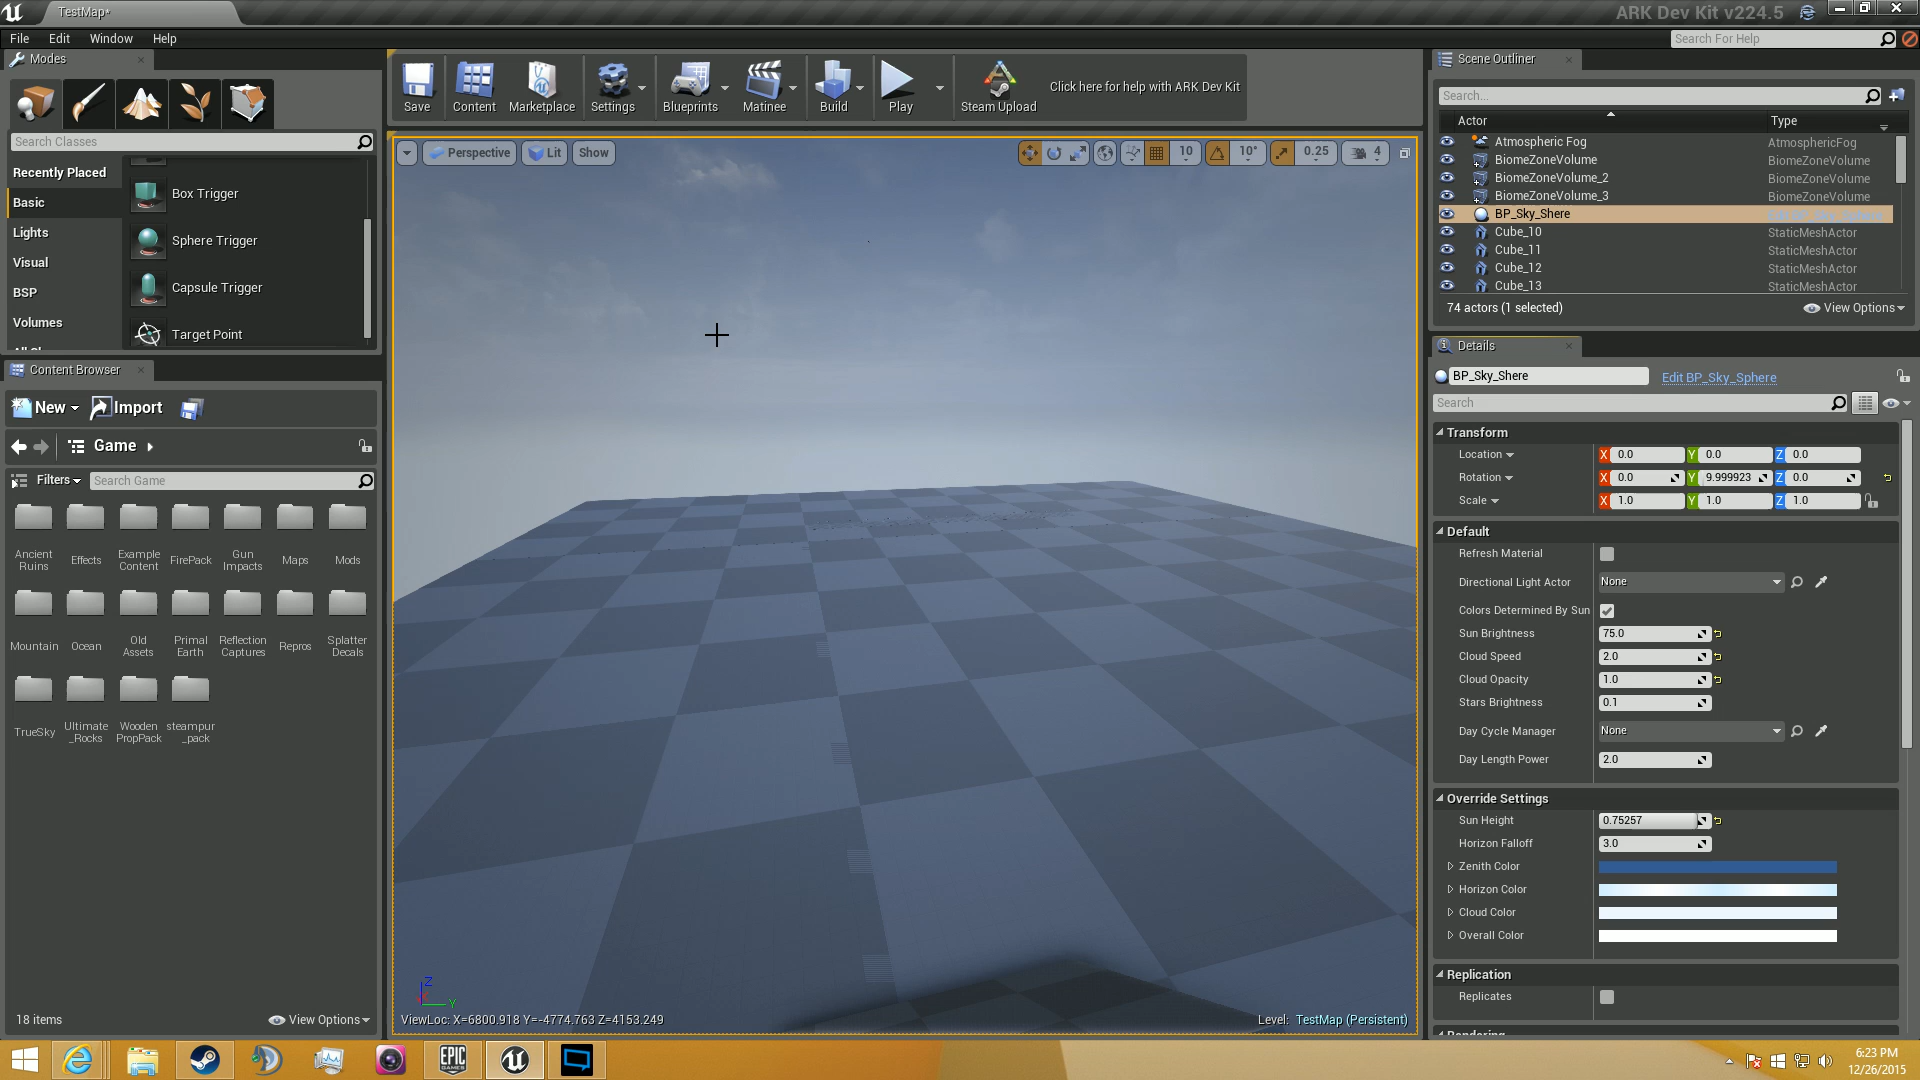 TestMap*
ARK Dev Kit v224.5
File
Edit
Window
Help
Search For Help
Modes
Search Classes
Recently Placed
Basic
Lights
Visual
BSP
Volumes
Box Trigger
Sphere Trigger
Capsule Trigger
Target Point
Content Browser
New
Import
Game
Filters
Search Game
Ancient Ruins
Effects
Example Content
FirePack
Gun Impacts
Maps
Mods
Mountain
Ocean
Old Assets
Primal Earth
Reflection Captures
Repros
Splatter Decals
TrueSky
Ultimate _Rocks
Wooden PropPack
steampur _pack
18 items
View Options
Save
Content
Marketplace
Settings
Blueprints
Matinee
Build
Play
Steam Upload
Click here for help with ARK Dev Kit
Perspective
Lit
Show
10
10°
0.25
4
ViewLoc: X=6800.918 Y=-4774.763 Z=4153.249
Level: TestMap (Persistent)
Z
Y
Scene Outliner
Search...
Actor Type
Atmospheric Fog AtmosphericFog
BiomeZoneVolume BiomeZoneVolume
BiomeZoneVolume_2 BiomeZoneVolume
BiomeZoneVolume_3 BiomeZoneVolume
BP_Sky_Shere Edit BP_Sky_Sphere
Cube_10 StaticMeshActor
Cube_11 StaticMeshActor
Cube_12 StaticMeshActor
Cube_13 StaticMeshActor
74 actors (1 selected)
View Options
Details
BP_Sky_Shere
Edit BP_Sky_Sphere
Search
Transform
Location X 0.0 Y 0.0 Z 0.0
Rotation X 0.0 Y 9.999923 Z 0.0
Scale X 1.0 Y 1.0 Z 1.0
Default
Refresh Material
Directional Light Actor None
Colors Determined By Sun
Sun Brightness 75.0
Cloud Speed 2.0
Cloud Opacity 1.0
Stars Brightness 0.1
Day Cycle Manager None
Day Length Power 2.0
Override Settings
Sun Height 0.75257
Horizon Falloff 3.0
Zenith Color
Horizon Color
Cloud Color
Overall Color
Replication
Replicates
Rendering
EPIC GAMES
6:23 PM
12/26/2015